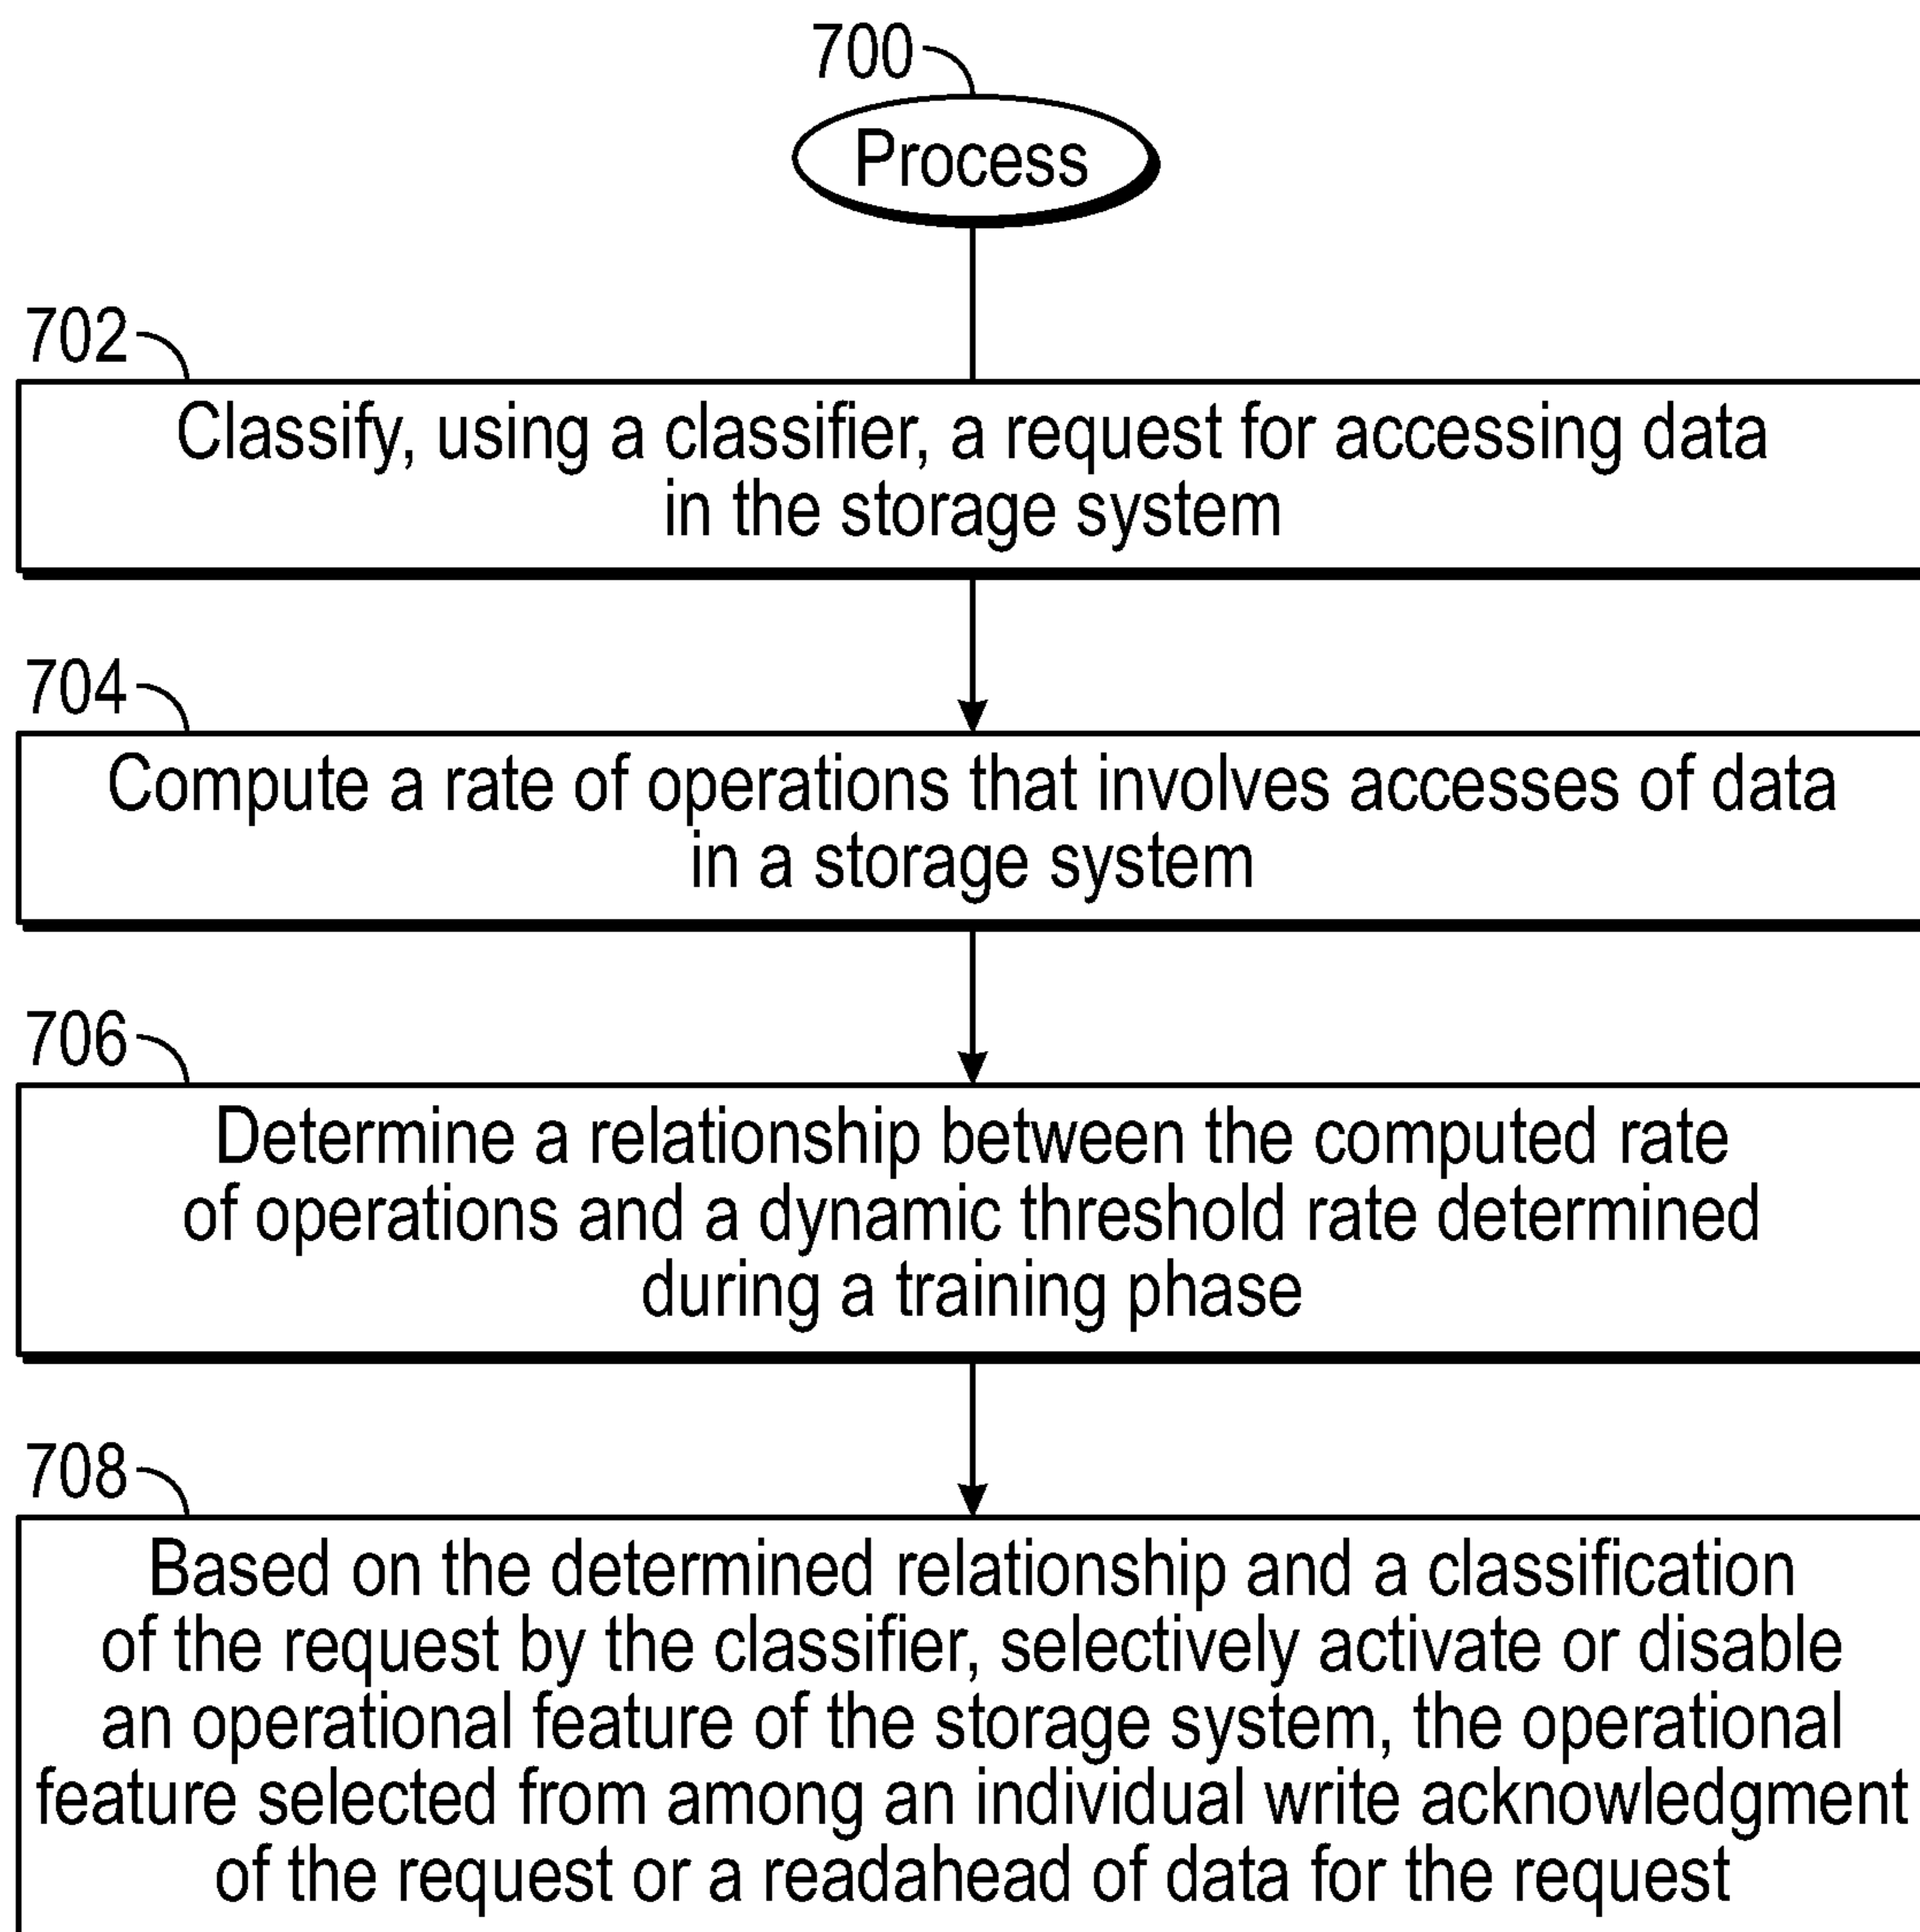 700
Process
702
Classify, using a classifier, a request for accessing data
in the storage system
704
Compute a rate of operations that involves accesses of data
in a storage system
706
Determine a relationship between the computed rate
of operations and a dynamic threshold rate determined
during a training phase
708
Based on the determined relationship and a classification
of the request by the classifier, selectively activate or disable
an operational feature of the storage system, the operational
feature selected from among an individual write acknowledgment
of the request or a readahead of data for the request